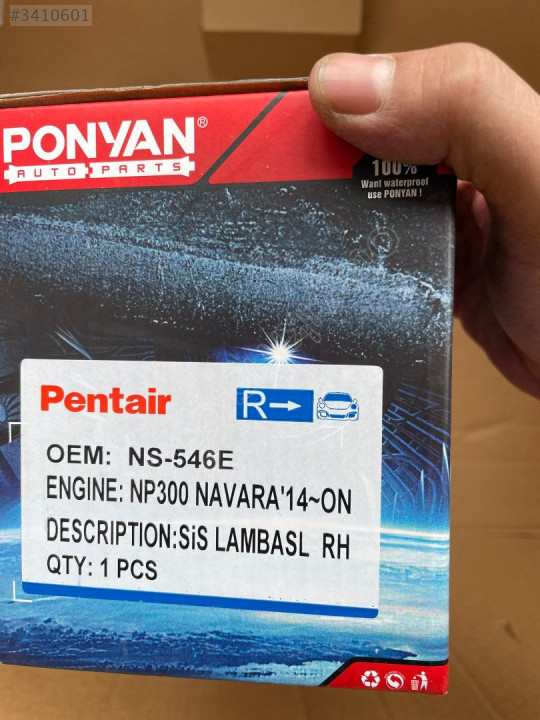 #3410601
PONYAN®
AUTO PARTS
100%
Want waterproof
use PONYAN !
Pentair
R→
OEM: NS-546E
ENGINE: NP300 NAVARA'14~ON
DESCRIPTION:SiS LAMBASL RH
QTY: 1 PCS